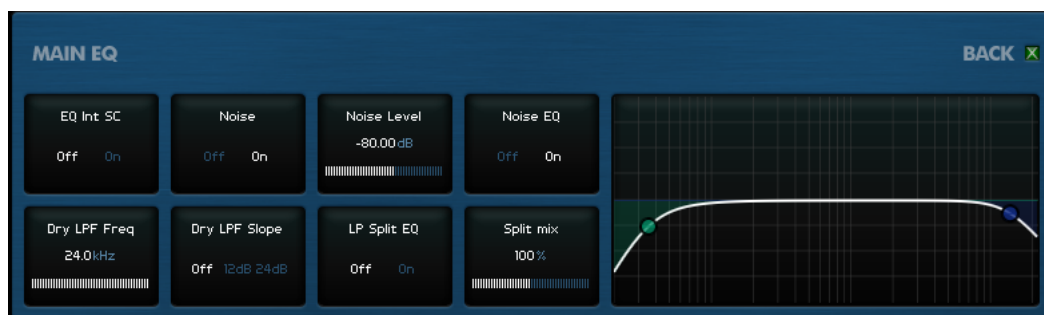 MAIN EQ
BACK X
EQ Int SC
Off On
Noise
Off On
Noise Level
-80.00dB
Noise EQ
Off On
Dry LPF Freq
24.0kHz
Dry LPF Slope
Off 12dB 24dB
LP Split EQ
Off On
Split mix
100%